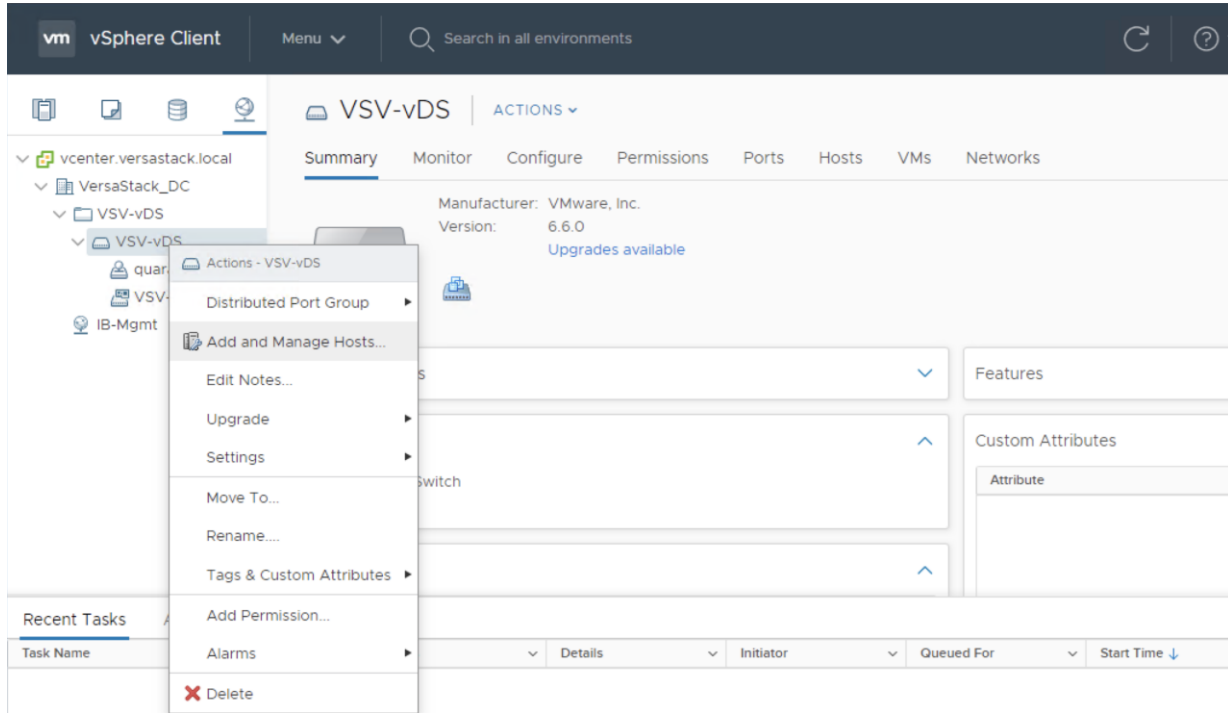 vm vSphere Client Menu Search in all environments
VSV-vDS ACTIONS
vcenter.versastack.local
VersaStack_DC
VSV-vDS
VSV-vDS
quar
VSV-
IB-Mgmt
Summary Monitor Configure Permissions Ports Hosts VMs Networks
Manufacturer: VMware, Inc.
Version: 6.6.0
Upgrades available
Actions - VSV-vDS
Distributed Port Group
Add and Manage Hosts...
Edit Notes...
Upgrade
Settings
Move To...
Rename....
Tags & Custom Attributes
Add Permission...
Alarms
Delete
s
Switch
Features
Custom Attributes
Attribute
Recent Tasks
Task Name Details Initiator Queued For Start Time